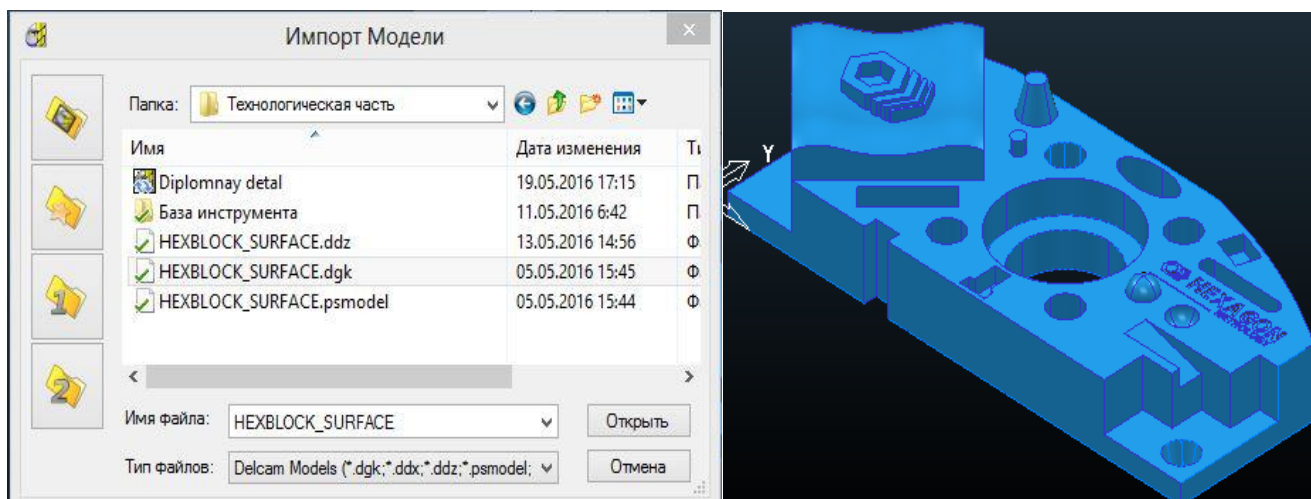 Импорт Модели
Папка: Технологическая часть
Имя Дата изменения Ти
Diplomnay detal 19.05.2016 17:15 П
База инструмента 11.05.2016 6:42 П
HEXBLOCK_SURFACE.ddz 13.05.2016 14:56 Ф
HEXBLOCK_SURFACE.dgk 05.05.2016 15:45 Ф
HEXBLOCK_SURFACE.psmodel 05.05.2016 15:44 Ф
1
2
Имя файла: HEXBLOCK_SURFACE Открыть
Тип файлов: Delcam Models (*.dgk;*.ddx;*.ddz;*.psmodel; Отмена
Y
HEXAGON